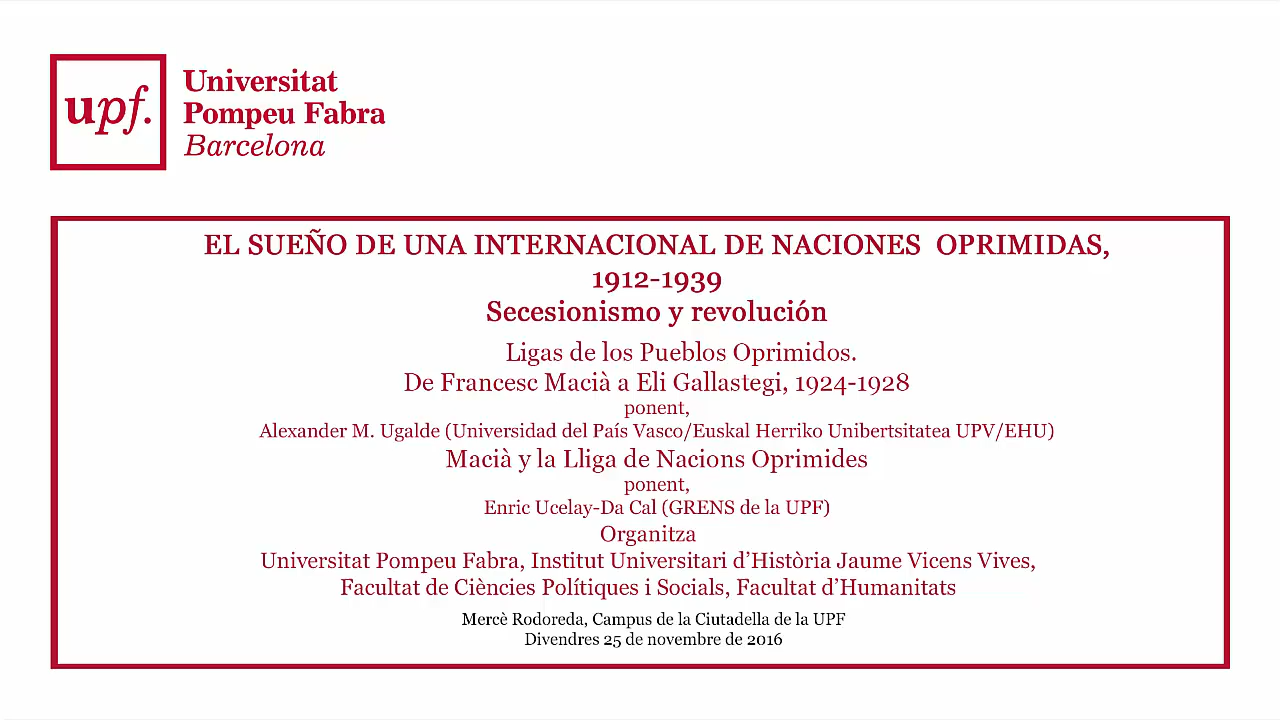 upf.
Universitat
Pompeu Fabra
Barcelona
EL SUEÑO DE UNA INTERNACIONAL DE NACIONES OPRIMIDAS,
1912-1939
Secesionismo y revolución
Ligas de los Pueblos Oprimidos.
De Francesc Macià a Eli Gallastegi, 1924-1928
ponent,
Alexander M. Ugalde (Universidad del País Vasco/Euskal Herriko Unibertsitatea UPV/EHU)
Macià y la Lliga de Nacions Oprimides
ponent,
Enric Ucelay-Da Cal (GRENS de la UPF)
Organitza
Universitat Pompeu Fabra, Institut Universitari d’Història Jaume Vicens Vives,
Facultat de Ciències Polítiques i Socials, Facultat d’Humanitats
Mercè Rodoreda, Campus de la Ciutadella de la UPF
Divendres 25 de novembre de 2016